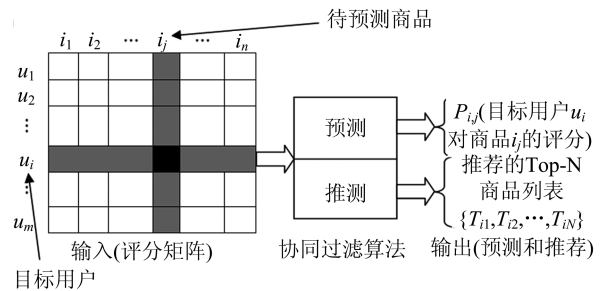 待预测商品
i1 i2 … ij … in
u1
u2
⋮
ui
⋮
um
预测
推测
Pi,j(目标用户ui
对商品ij的评分)
推荐的Top-N
商品列表
{Ti1,Ti2,…,TiN}
输入(评分矩阵)
协同过滤算法
输出(预测和推荐)
目标用户